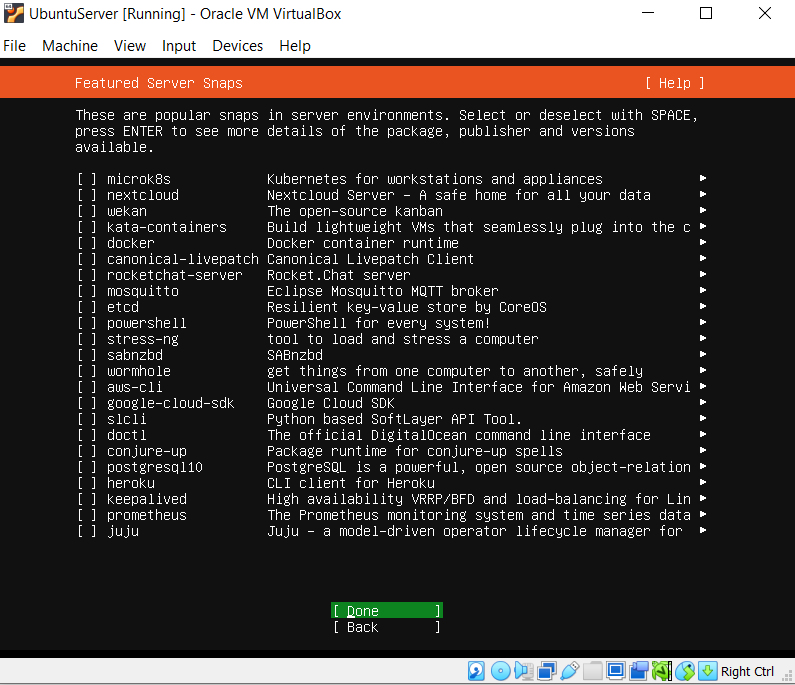 UbuntuServer [Running] - Oracle VM VirtualBox
File Machine View Input Devices Help
Featured Server Snaps [ Help ]
These are popular snaps in server environments. Select or deselect with SPACE,
press ENTER to see more details of the package, publisher and versions
available.
[ ] microk8s Kubernetes for workstations and appliances ▸
[ ] nextcloud Nextcloud Server - A safe home for all your data ▸
[ ] wekan The open-source kanban ▸
[ ] kata-containers Build lightweight VMs that seamlessly plug into the c ▸
[ ] docker Docker container runtime ▸
[ ] canonical-livepatch Canonical Livepatch Client ▸
[ ] rocketchat-server Rocket.Chat server ▸
[ ] mosquitto Eclipse Mosquitto MQTT broker ▸
[ ] etcd Resilient key-value store by CoreOS ▸
[ ] powershell PowerShell for every system! ▸
[ ] stress-ng tool to load and stress a computer ▸
[ ] sabnzbd SABnzbd ▸
[ ] wormhole get things from one computer to another, safely ▸
[ ] aws-cli Universal Command Line Interface for Amazon Web Servi ▸
[ ] google-cloud-sdk Google Cloud SDK ▸
[ ] slcli Python based SoftLayer API Tool. ▸
[ ] doctl The official DigitalOcean command line interface ▸
[ ] conjure-up Package runtime for conjure-up spells ▸
[ ] postgresql10 PostgreSQL is a powerful, open source object-relation ▸
[ ] heroku CLI client for Heroku ▸
[ ] keepalived High availability VRRP/BFD and load-balancing for Lin ▸
[ ] prometheus The Prometheus monitoring system and time series data ▸
[ ] juju Juju - a model-driven operator lifecycle manager for ▸
[ Done ]
[ Back ]
Right Ctrl